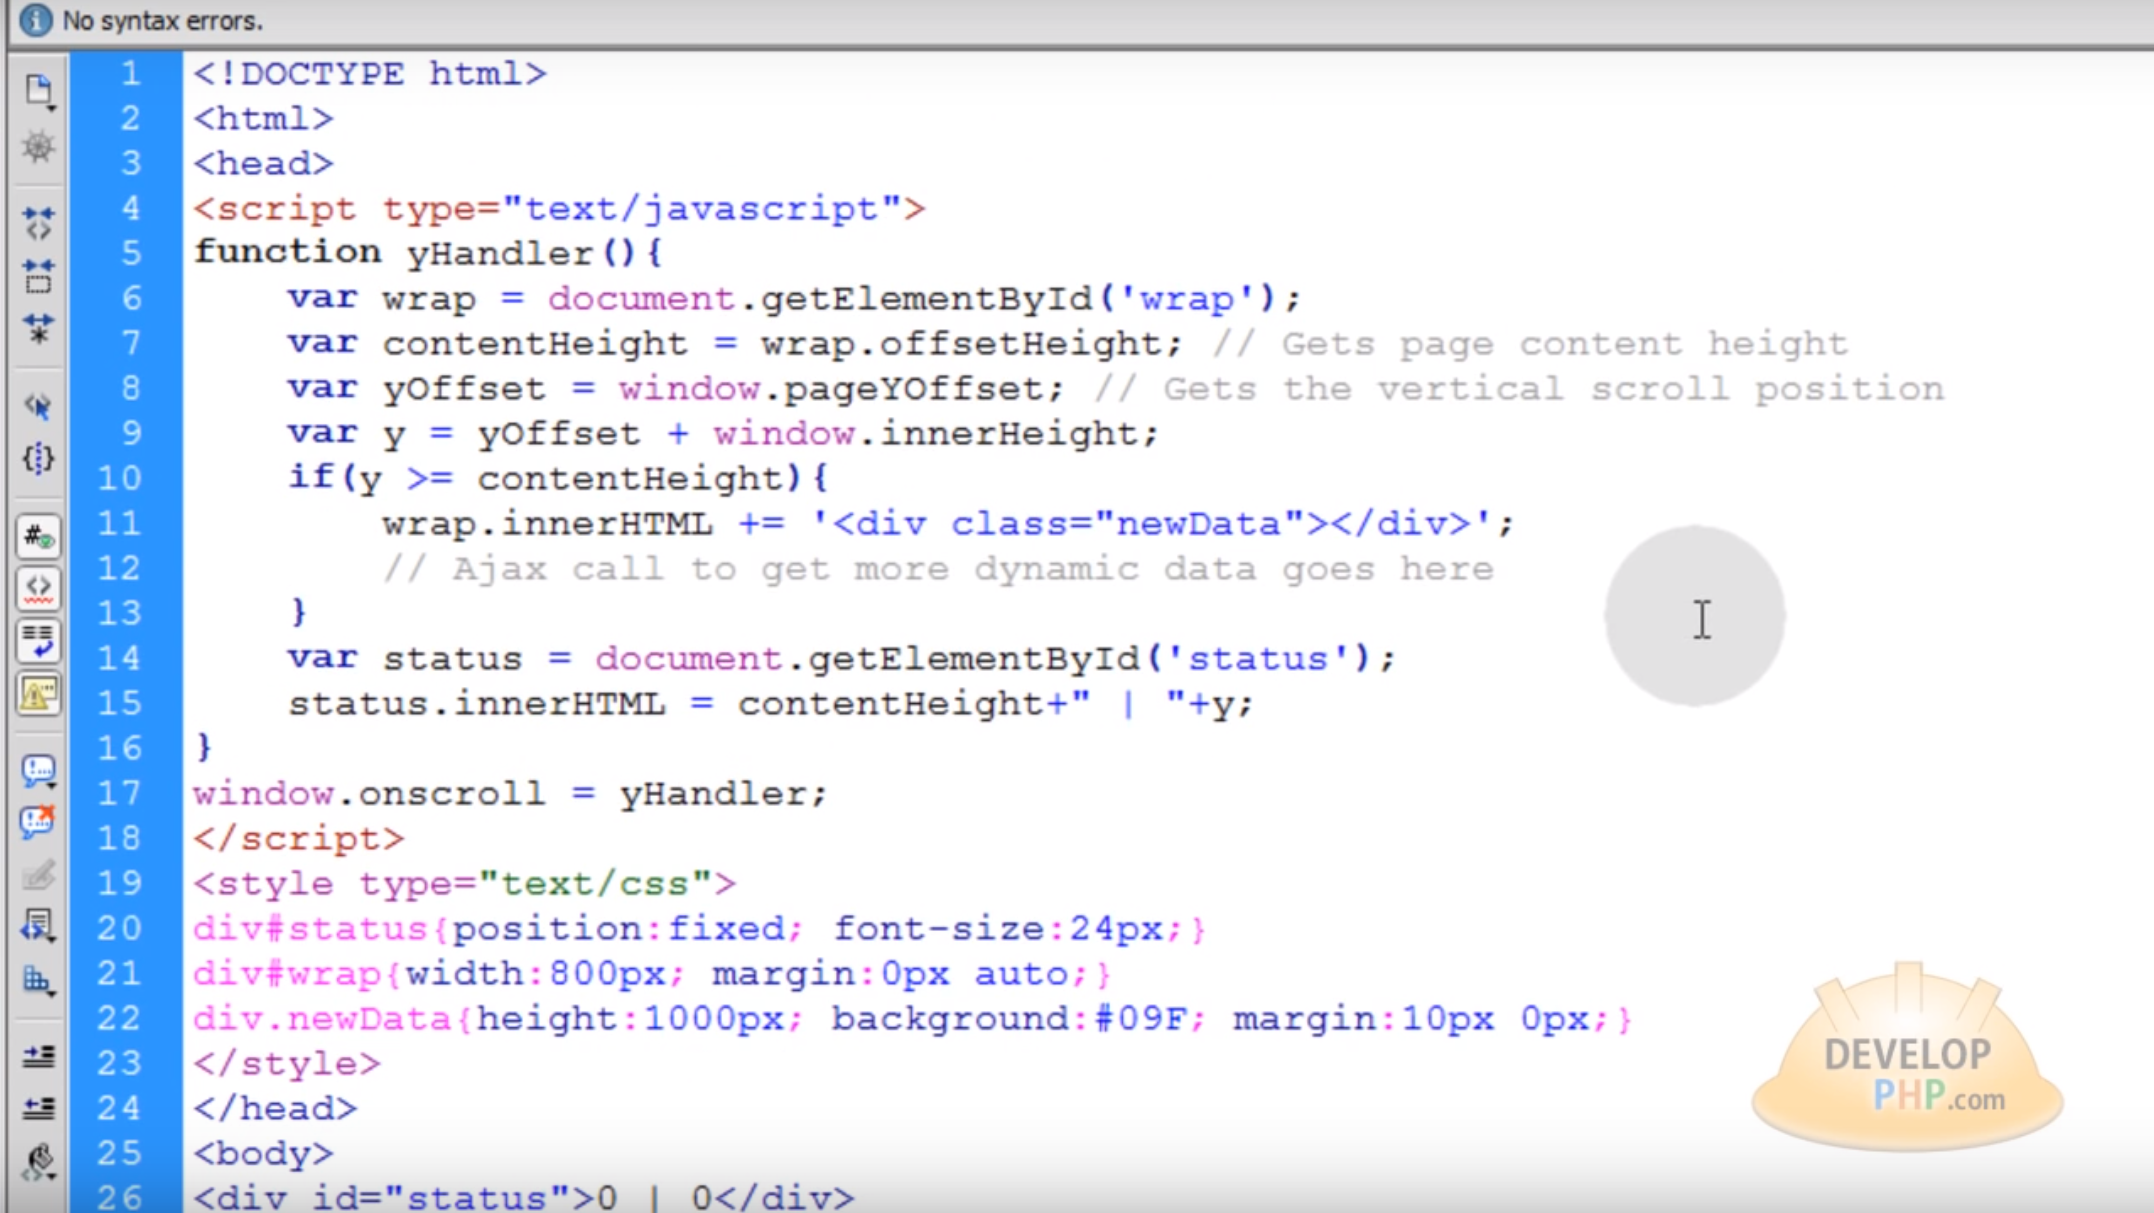 No syntax errors.
1 <!DOCTYPE html>
2 <html>
3 <head>
4 <script type="text/javascript">
5 function yHandler(){
6     var wrap = document.getElementById('wrap');
7     var contentHeight = wrap.offsetHeight; // Gets page content height
8     var yOffset = window.pageYOffset; // Gets the vertical scroll position
9     var y = yOffset + window.innerHeight;
10     if(y >= contentHeight){
11         wrap.innerHTML += '<div class="newData"></div>';
12         // Ajax call to get more dynamic data goes here
13     }
14     var status = document.getElementById('status');
15     status.innerHTML = contentHeight+" | "+y;
16 }
17 window.onscroll = yHandler;
18 </script>
19 <style type="text/css">
20 div#status{position:fixed; font-size:24px;}
21 div#wrap{width:800px; margin:0px auto;}
22 div.newData{height:1000px; background:#09F; margin:10px 0px;}
23 </style>
24 </head>
25 <body>
26 <div id="status">0 | 0</div>
DEVELOP
PHP.com